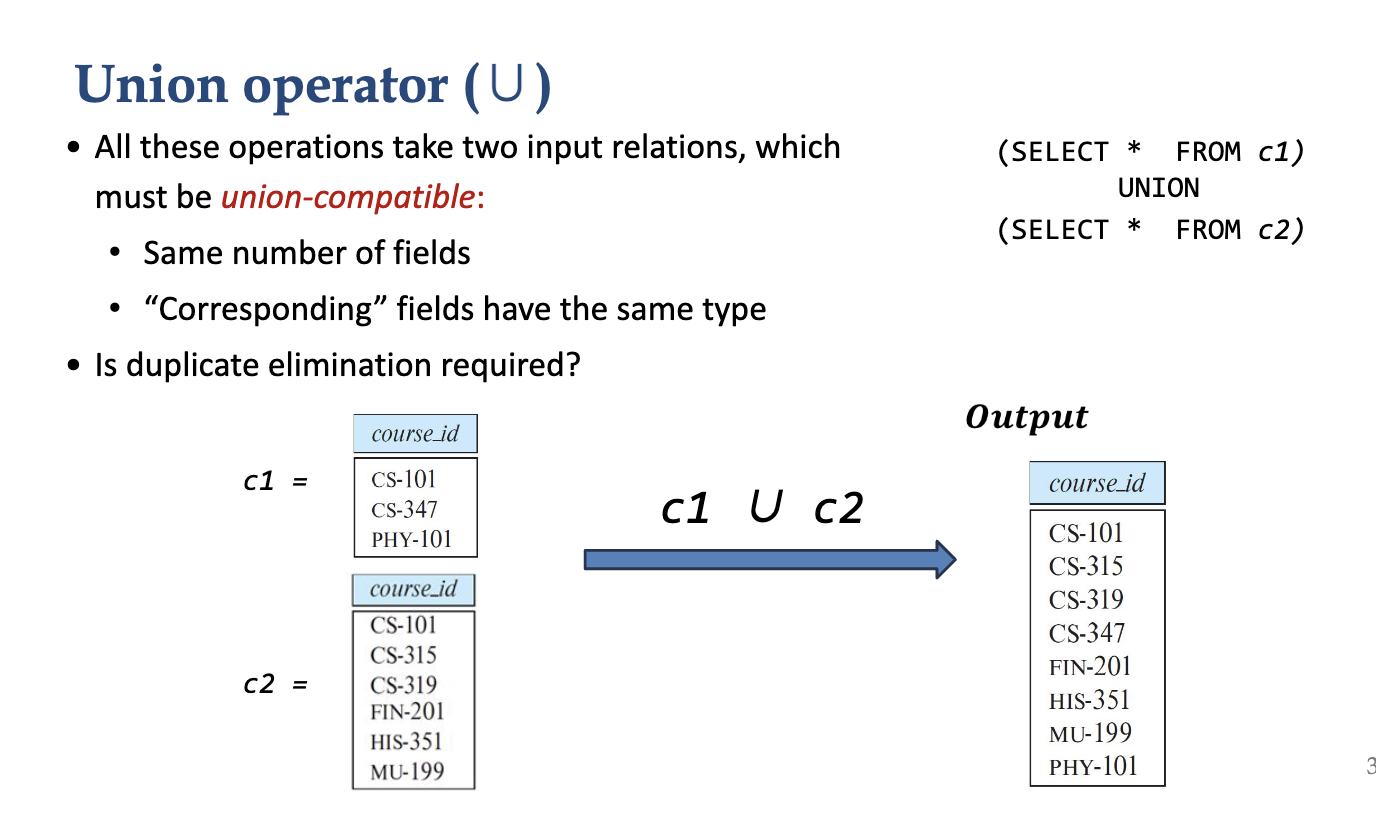 Union operator (∪)
• All these operations take two input relations, which
must be union-compatible:
• Same number of fields
• “Corresponding” fields have the same type
• Is duplicate elimination required?
(SELECT * FROM c1)
UNION
(SELECT * FROM c2)
c1 =
course_id
CS-101
CS-347
PHY-101
c2 =
course_id
CS-101
CS-315
CS-319
FIN-201
HIS-351
MU-199
c1 ∪ c2
Output
course_id
CS-101
CS-315
CS-319
CS-347
FIN-201
HIS-351
MU-199
PHY-101
3